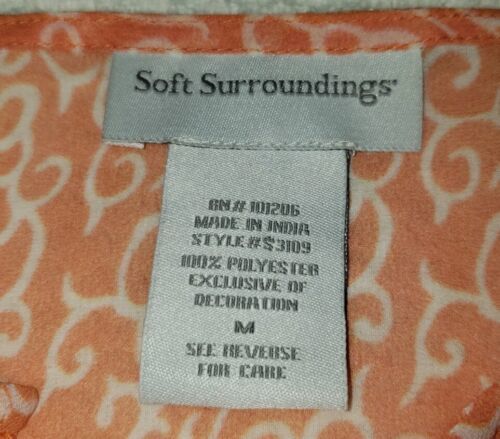 Soft Surroundings®
RN# 101206
MADE IN INDIA
STYLE# S3109
100% POLYESTER
EXCLUSIVE OF
DECORATION
M
SEE REVERSE
FOR CARE